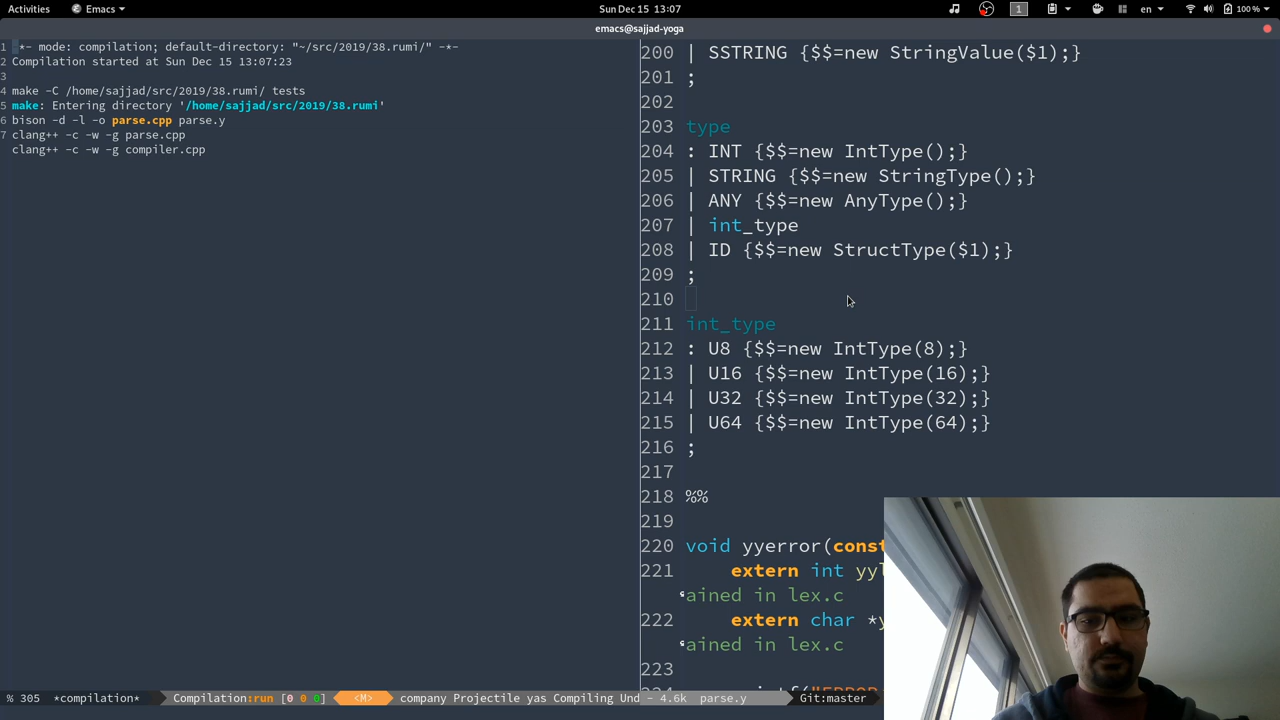 Activities Emacs Sun Dec 15 13:07 1 en 100 %
emacs@sajjad-yoga
1 -*- mode: compilation; default-directory: "~/src/2019/38.rumi/" -*-
2 Compilation started at Sun Dec 15 13:07:23
3
4 make -C /home/sajjad/src/2019/38.rumi/ tests
5 make: Entering directory '/home/sajjad/src/2019/38.rumi'
6 bison -d -l -o parse.cpp parse.y
7 clang++ -c -w -g parse.cpp
clang++ -c -w -g compiler.cpp
% 305 *compilation* Compilation:run [0 0 0] <M> company Projectile yas Compiling Und
200 | SSTRING {$$=new StringValue($1);}
201 ;
202
203 type
204 : INT {$$=new IntType();}
205 | STRING {$$=new StringType();}
206 | ANY {$$=new AnyType();}
207 | int_type
208 | ID {$$=new StructType($1);}
209 ;
210
211 int_type
212 : U8 {$$=new IntType(8);}
213 | U16 {$$=new IntType(16);}
214 | U32 {$$=new IntType(32);}
215 | U64 {$$=new IntType(64);}
216 ;
217
218 %%
219
220 void yyerror(const
221 extern int yyl
ained in lex.c
222 extern char *y
ained in lex.c
223
- 4.6k parse.y Git:master